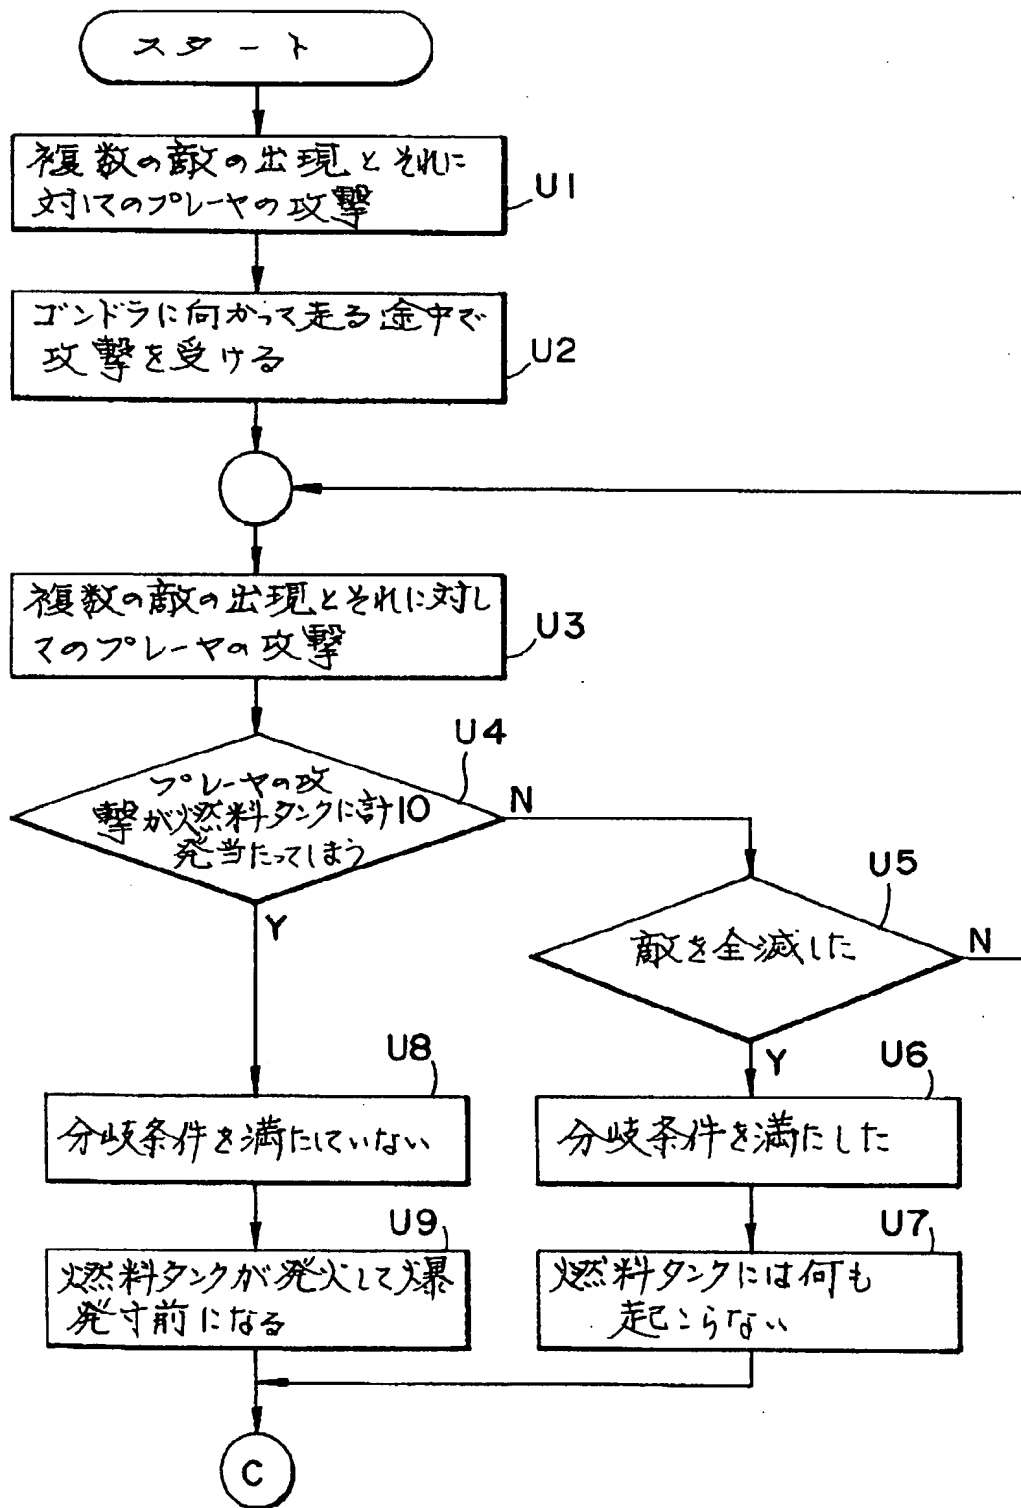 スタート
複数の敵の出現とそれに
対してのプレーヤの攻撃
U1
ゴンドラに向かって走る途中で
攻撃を受ける
U2
複数の敵の出現とそれに対し
てのプレーヤの攻撃
U3
プレーヤの攻
撃が燃料タンクに計10
発当たってしまう
U4
N
Y
敵を全滅した
U5
N
Y
U8
分岐条件を満たしていない
U6
分岐条件を満たした
U9
燃料タンクが発火して爆
発寸前になる
U7
燃料タンクには何も
起こらない
C